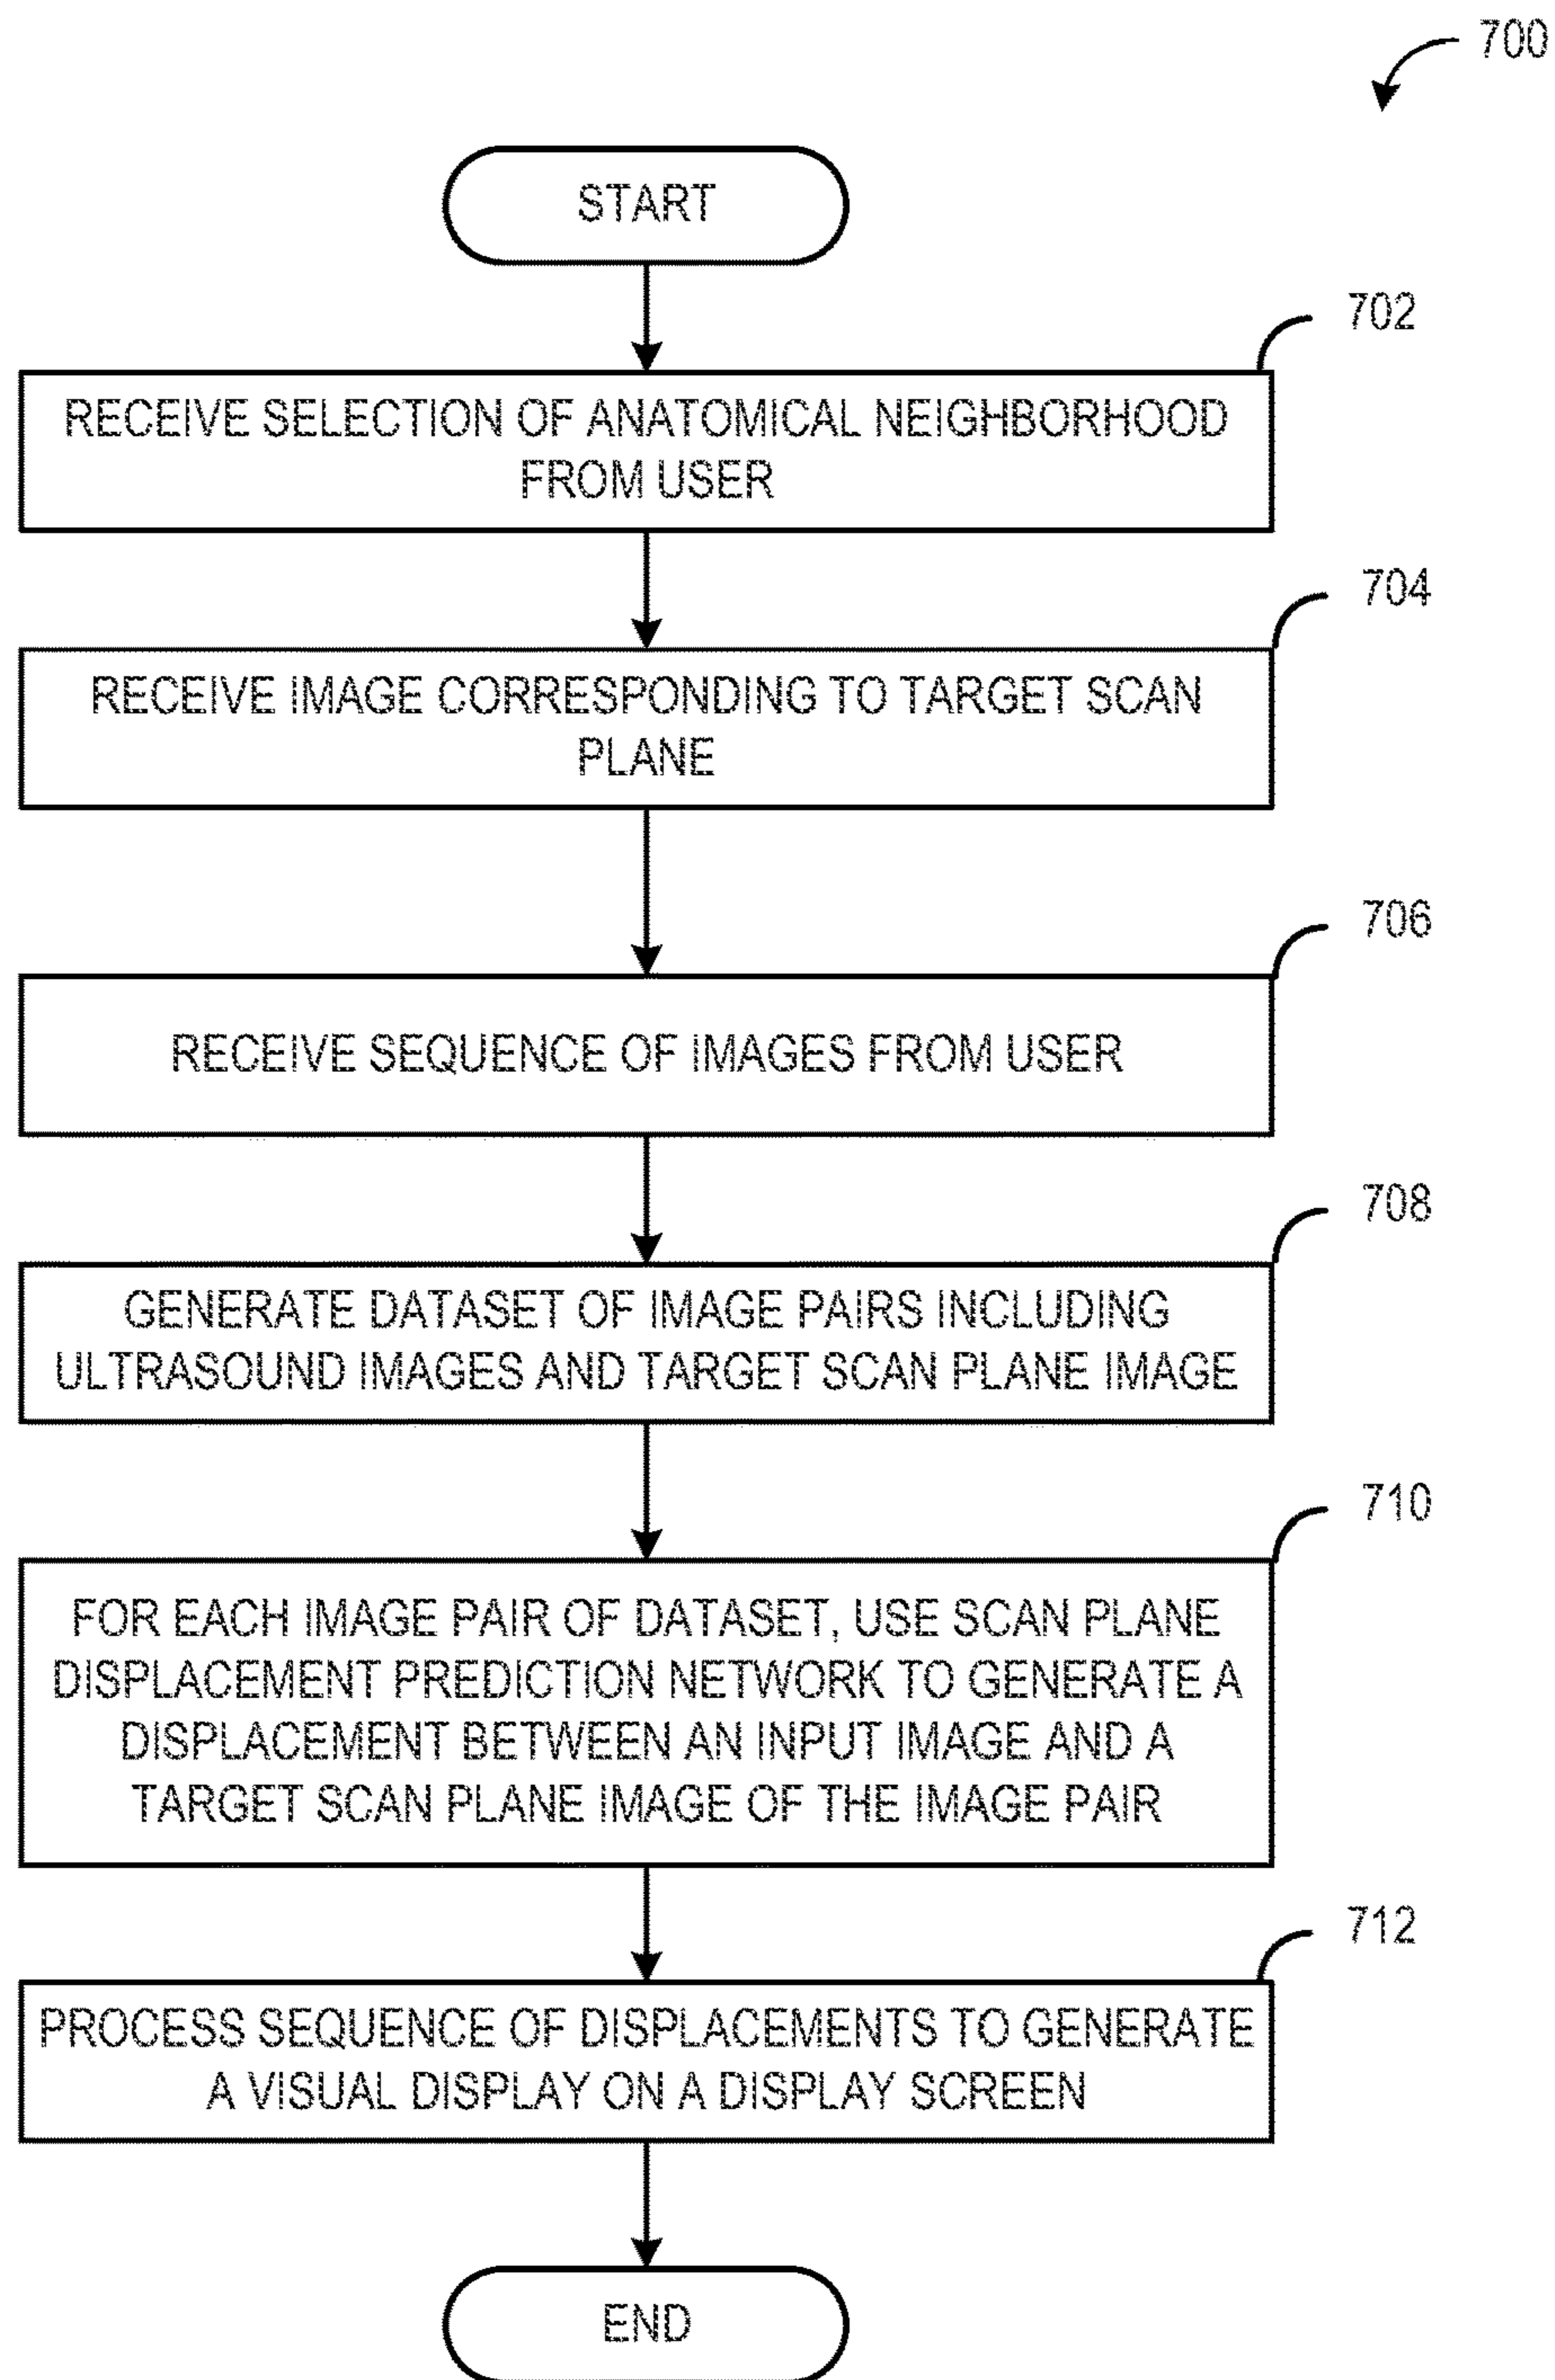 700
START
702
RECEIVE SELECTION OF ANATOMICAL NEIGHBORHOOD
FROM USER
704
RECEIVE IMAGE CORRESPONDING TO TARGET SCAN
PLANE
706
RECEIVE SEQUENCE OF IMAGES FROM USER
708
GENERATE DATASET OF IMAGE PAIRS INCLUDING
ULTRASOUND IMAGES AND TARGET SCAN PLANE IMAGE
710
FOR EACH IMAGE PAIR OF DATASET, USE SCAN PLANE
DISPLACEMENT PREDICTION NETWORK TO GENERATE A
DISPLACEMENT BETWEEN AN INPUT IMAGE AND A
TARGET SCAN PLANE IMAGE OF THE IMAGE PAIR
712
PROCESS SEQUENCE OF DISPLACEMENTS TO GENERATE
A VISUAL DISPLAY ON A DISPLAY SCREEN
END